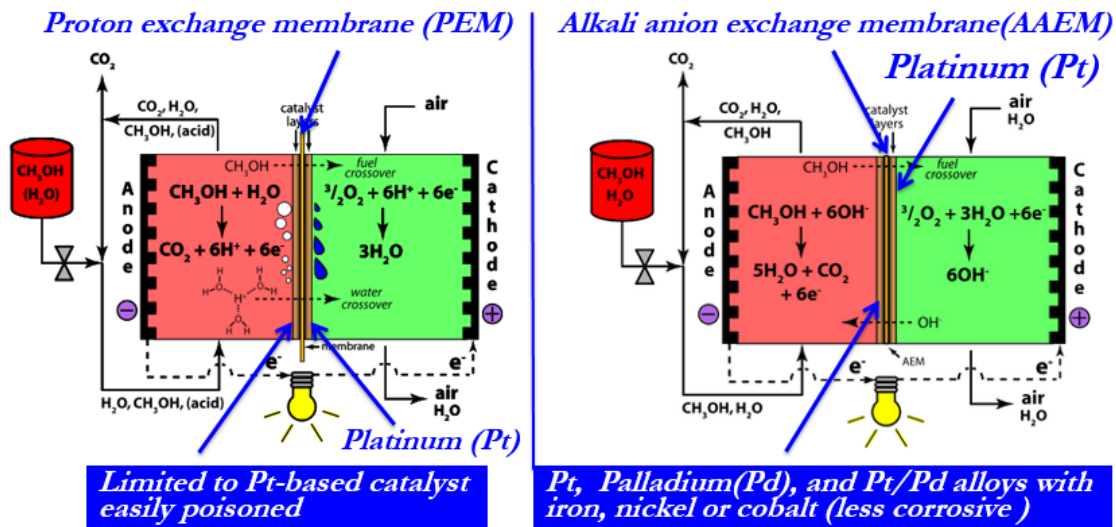 Proton exchange membrane (PEM)
CO₂
CO₂, H₂O,
CH₃OH, (acid)
catalyst
layers
air
CH₃OH
(H₂O)
Anode
CH₃OH
fuel
crossover
CH₃OH + H₂O
CO₂ + 6H⁺ + 6e⁻
³/₂O₂ + 6H⁺ + 6e⁻
3H₂O
Cathode
H H
O O
H H⁺ H
O
H H
water
crossover
−
+
membrane
e⁻
e⁻
H₂O, CH₃OH, (acid)
air
H₂O
Platinum (Pt)
Limited to Pt-based catalyst
easily poisoned
Alkali anion exchange membrane(AAEM)
Platinum (Pt)
CO₂
CO₂, H₂O,
CH₃OH
catalyst
layers
air
H₂O
CH₃OH
H₂O
Anode
CH₃OH
fuel
crossover
CH₃OH + 6OH⁻
5H₂O + CO₂
+ 6e⁻
³/₂O₂ + 3H₂O +6e⁻
6OH⁻
Cathode
−
+
OH⁻
AEM
e⁻
e⁻
CH₃OH, H₂O
air
H₂O
Pt, Palladium(Pd), and Pt/Pd alloys with
iron, nickel or cobalt (less corrosive )